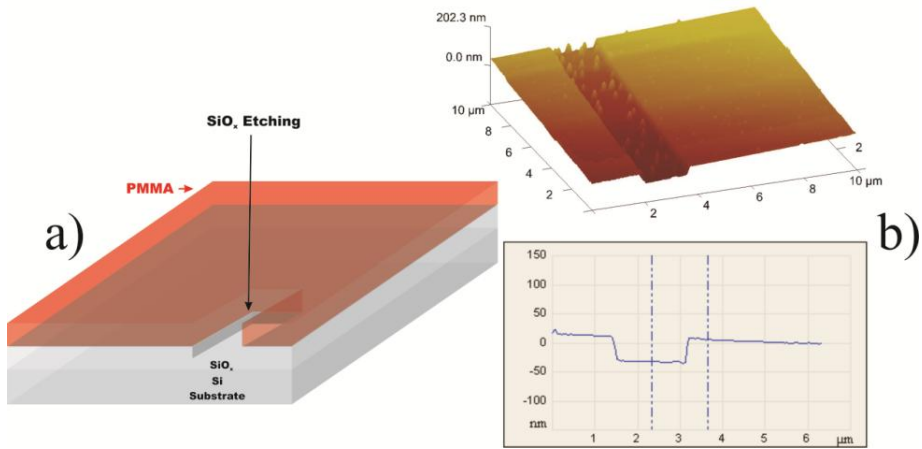 SiOₓ Etching
PMMA
a)
SiOₓ
Si
Substrate
202.3 nm
0.0 nm
10 µm
8
6
4
2
2
4
6
8
10 µm
2
b)
150
100
50
0
-50
-100
nm
1
2
3
4
5
6
µm